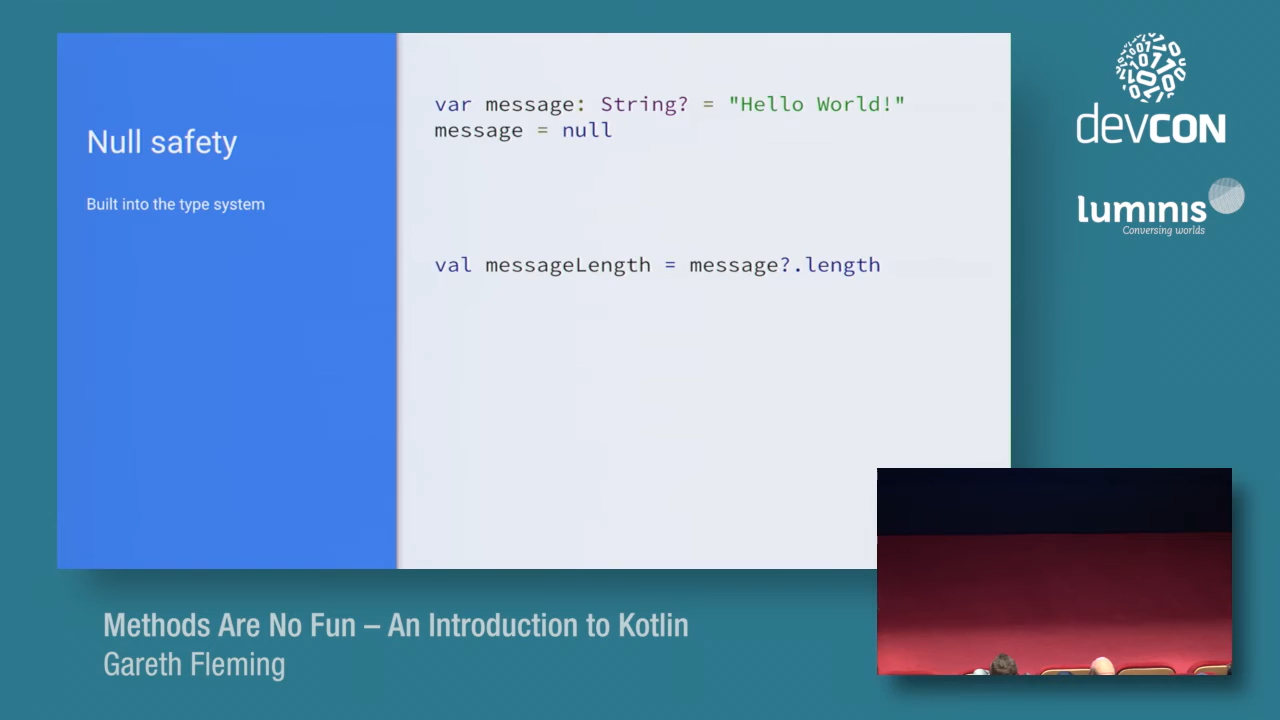 Null safety
Built into the type system
var message: String? = "Hello World!"
message = null
val messageLength = message?.length
devCON
luminis
Conversing worlds
Methods Are No Fun – An Introduction to Kotlin
Gareth Fleming